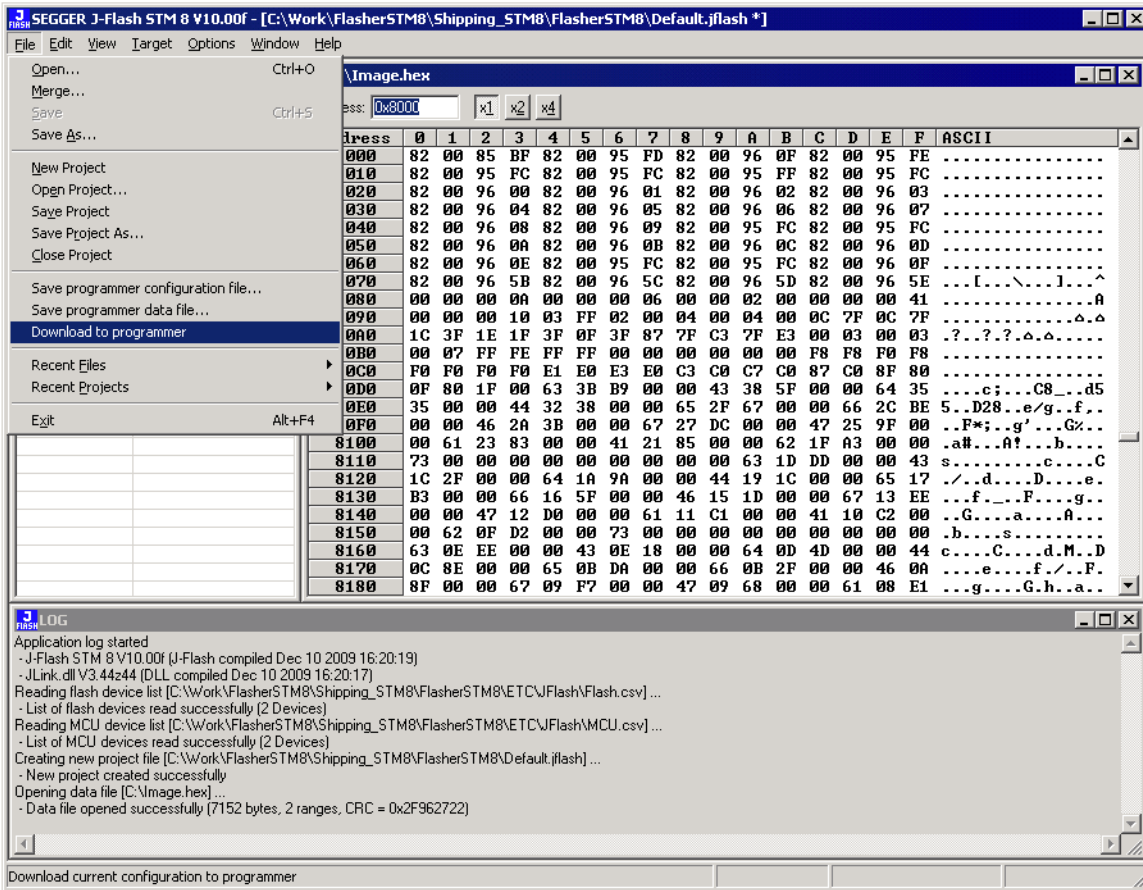 SEGGER J-Flash STM 8 V10.00f - [C:\Work\FlasherSTM8\Shipping_STM8\FlasherSTM8\Default.jflash *]
File Edit View Target Options Window Help
Open... Ctrl+O
Merge...
Save Ctrl+S
Save As...
New Project
Open Project...
Save Project
Save Project As...
Close Project
Save programmer configuration file...
Save programmer data file...
Download to programmer
Recent Files
Recent Projects
Exit Alt+F4
\Image.hex
ess: 0x8000 x1 x2 x4
dress 0 1 2 3 4 5 6 7 8 9 A B C D E F ASCII
000 82 00 85 BF 82 00 95 FD 82 00 96 0F 82 00 95 FE ................
010 82 00 95 FC 82 00 95 FC 82 00 95 FF 82 00 95 FC ................
020 82 00 96 00 82 00 96 01 82 00 96 02 82 00 96 03 ................
030 82 00 96 04 82 00 96 05 82 00 96 06 82 00 96 07 ................
040 82 00 96 08 82 00 96 09 82 00 95 FC 82 00 95 FC ................
050 82 00 96 0A 82 00 96 0B 82 00 96 0C 82 00 96 0D ................
060 82 00 96 0E 82 00 95 FC 82 00 95 FC 82 00 96 0F ................
070 82 00 96 5B 82 00 96 5C 82 00 96 5D 82 00 96 5E ...[...\...]...^
080 00 00 00 0A 00 00 00 06 00 00 02 00 00 00 00 41 ...............A
090 00 00 00 10 03 FF 02 00 04 00 04 00 0C 7F 0C 7F .............⌂.⌂
0A0 1C 3F 1E 1F 3F 0F 3F 87 7F C3 7F E3 00 03 00 03 .?..?.?.⌂.⌂.....
0B0 00 07 FF FE FF FF 00 00 00 00 00 00 F8 F8 F0 F8 ................
0C0 F0 F0 F0 F0 E1 E0 E3 E0 C3 C0 C7 C0 87 C0 8F 80 ................
0D0 0F 80 1F 00 63 3B B9 00 00 43 38 5F 00 00 64 35 ....c;...C8_..d5
0E0 35 00 00 44 32 38 00 00 65 2F 67 00 00 66 2C BE 5..D28..e/g..f,.
0F0 00 00 46 2A 3B 00 00 67 27 DC 00 00 47 25 9F 00 ..F*;..g'...G%..
8100 00 61 23 83 00 00 41 21 85 00 00 62 1F A3 00 00 .a#...A!...b....
8110 73 00 00 00 00 00 00 00 00 00 63 1D DD 00 00 43 s.........c....C
8120 1C 2F 00 00 64 1A 9A 00 00 44 19 1C 00 00 65 17 ./..d....D....e.
8130 B3 00 00 66 16 5F 00 00 46 15 1D 00 00 67 13 EE ...f._..F....g..
8140 00 00 47 12 D0 00 00 61 11 C1 00 00 41 10 C2 00 ..G....a....A...
8150 00 62 0F D2 00 00 73 00 00 00 00 00 00 00 00 00 .b....s.........
8160 63 0E EE 00 00 43 0E 18 00 00 64 0D 4D 00 00 44 c....C....d.M..D
8170 0C 8E 00 00 65 0B DA 00 00 66 0B 2F 00 00 46 0A ....e....f./..F.
8180 8F 00 00 67 09 F7 00 00 47 09 68 00 00 61 08 E1 ...g....G.h..a..
LOG
Application log started
- J-Flash STM 8 V10.00f (J-Flash compiled Dec 10 2009 16:20:19)
- JLink.dll V3.44z44 (DLL compiled Dec 10 2009 16:20:17)
Reading flash device list [C:\Work\FlasherSTM8\Shipping_STM8\FlasherSTM8\ETC\JFlash\Flash.csv] ...
- List of flash devices read successfully (2 Devices)
Reading MCU device list [C:\Work\FlasherSTM8\Shipping_STM8\FlasherSTM8\ETC\JFlash\MCU.csv] ...
- List of MCU devices read successfully (2 Devices)
Creating new project file [C:\Work\FlasherSTM8\Shipping_STM8\FlasherSTM8\Default.jflash] ...
- New project created successfully
Opening data file [C:\Image.hex] ...
- Data file opened successfully (7152 bytes, 2 ranges, CRC = 0x2F962722)
Download current configuration to programmer